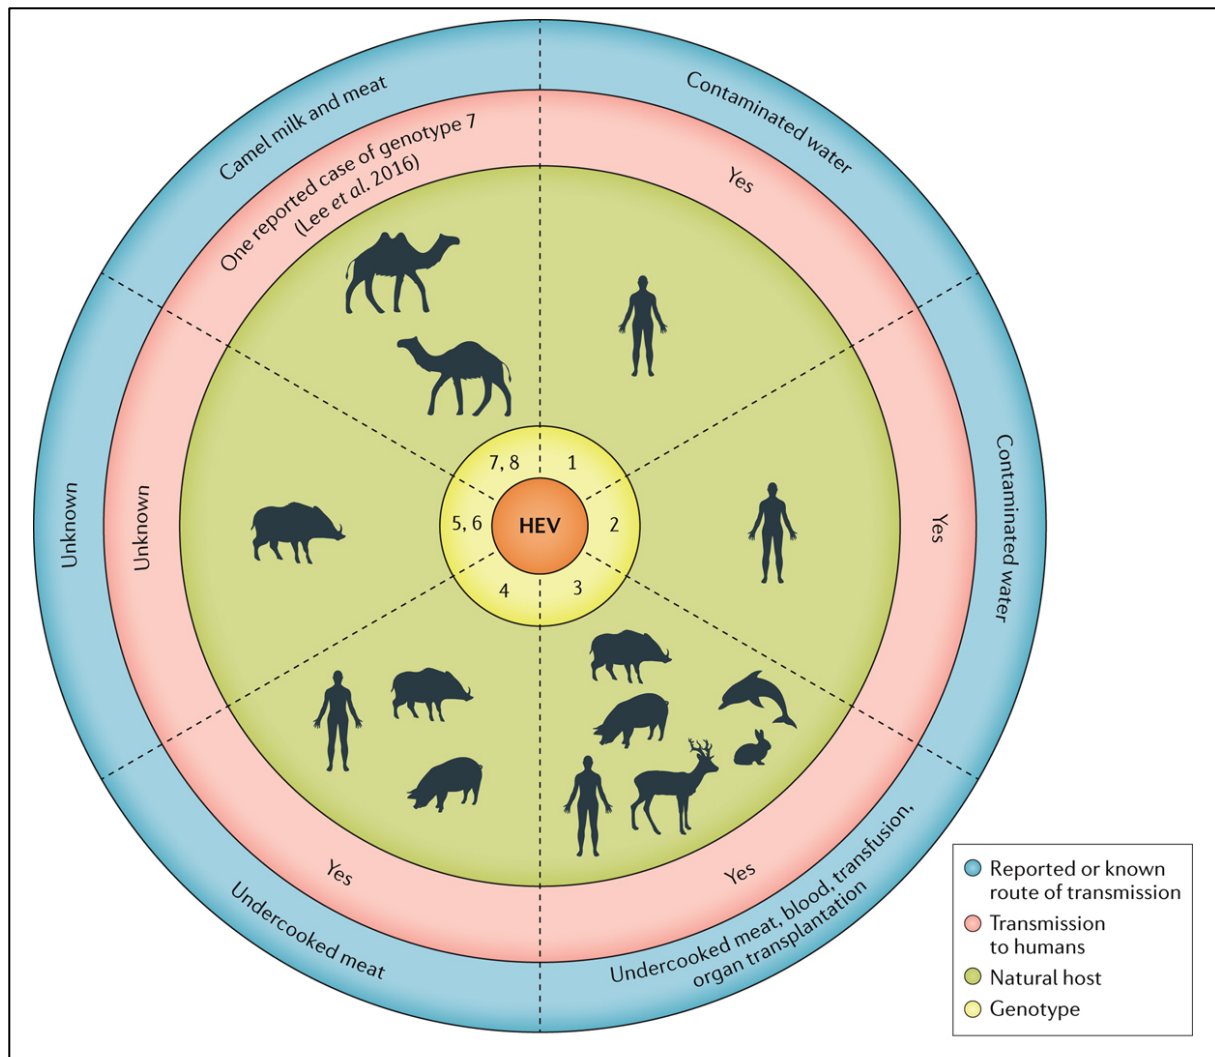 Camel milk and meat
Contaminated water
One reported case of genotype 7
(Lee et al. 2016)
Yes
7, 8
1
Unknown
Unknown
5, 6
HEV
2
Yes
Contaminated water
4
3
Yes
Yes
Undercooked meat
Undercooked meat, blood, transfusion,
organ transplantation
Reported or known
route of transmission
Transmission
to humans
Natural host
Genotype